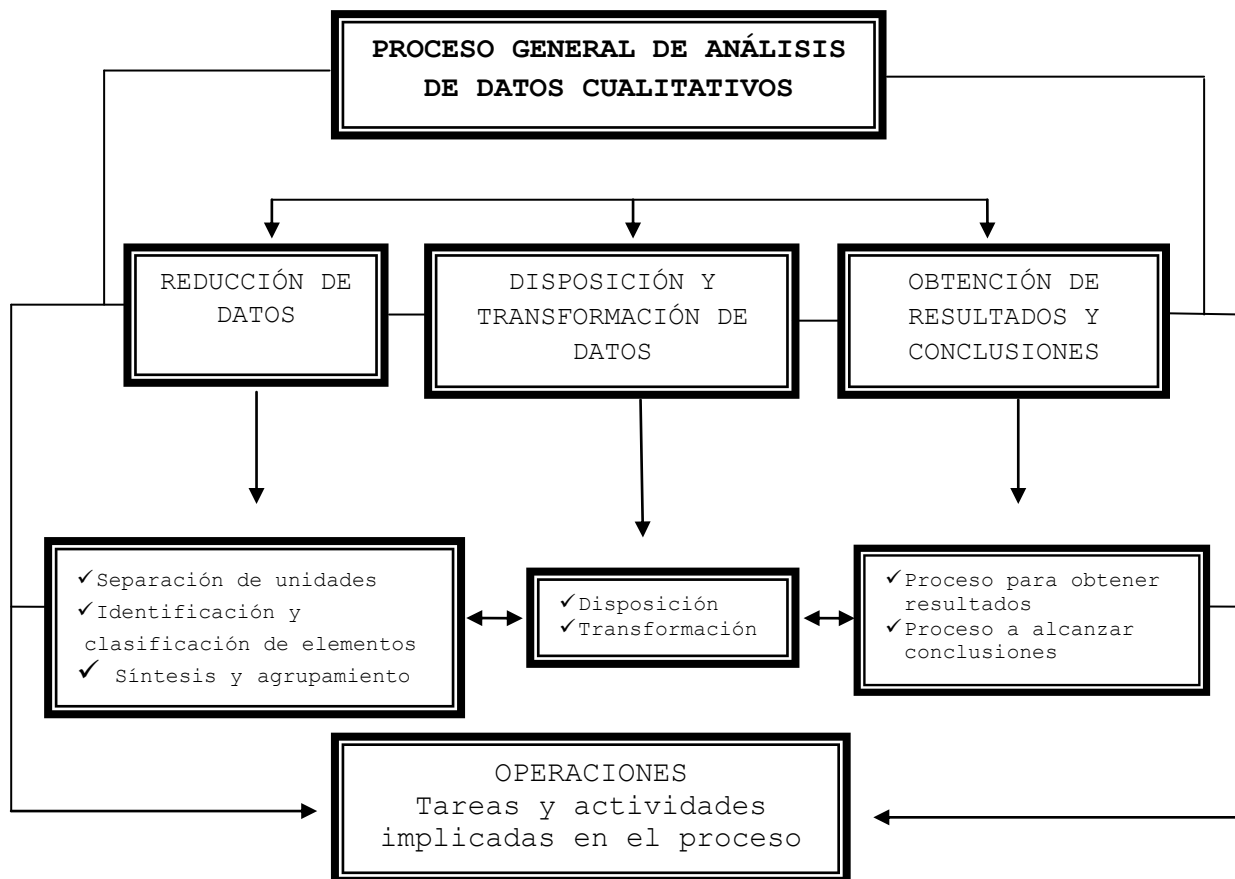 PROCESO GENERAL DE ANÁLISIS
DE DATOS CUALITATIVOS
REDUCCIÓN DE
DATOS
DISPOSICIÓN Y
TRANSFORMACIÓN DE
DATOS
OBTENCIÓN DE
RESULTADOS Y
CONCLUSIONES
✓Separación de unidades
✓Identificación y
clasificación de elementos
✓ Síntesis y agrupamiento
✓Disposición
✓Transformación
✓Proceso para obtener
resultados
✓Proceso a alcanzar
conclusiones
OPERACIONES
Tareas y actividades
implicadas en el proceso